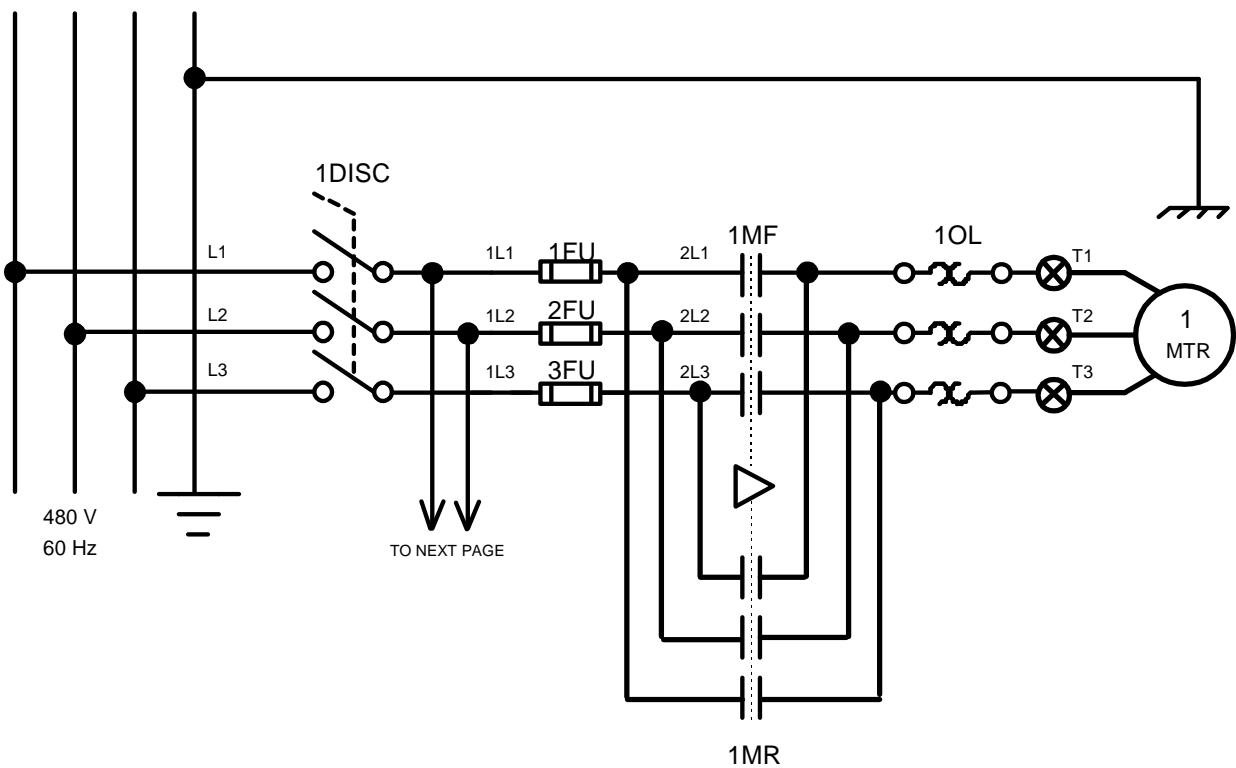 1DISC
L1
1L1
1FU
2L1
1MF
1OL
T1
L2
1L2
2FU
2L2
T2
1
MTR
L3
1L3
3FU
2L3
T3
480 V
60 Hz
TO NEXT PAGE
1MR